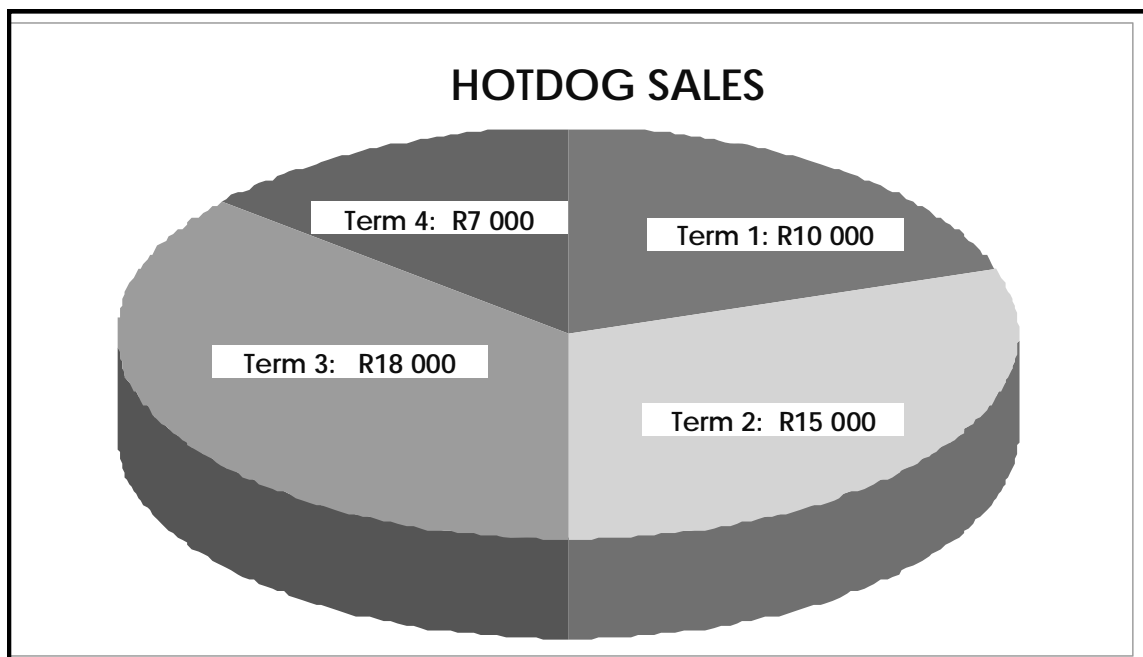 HOTDOG SALES
Term 4: R7 000
Term 1: R10 000
Term 3: R18 000
Term 2: R15 000